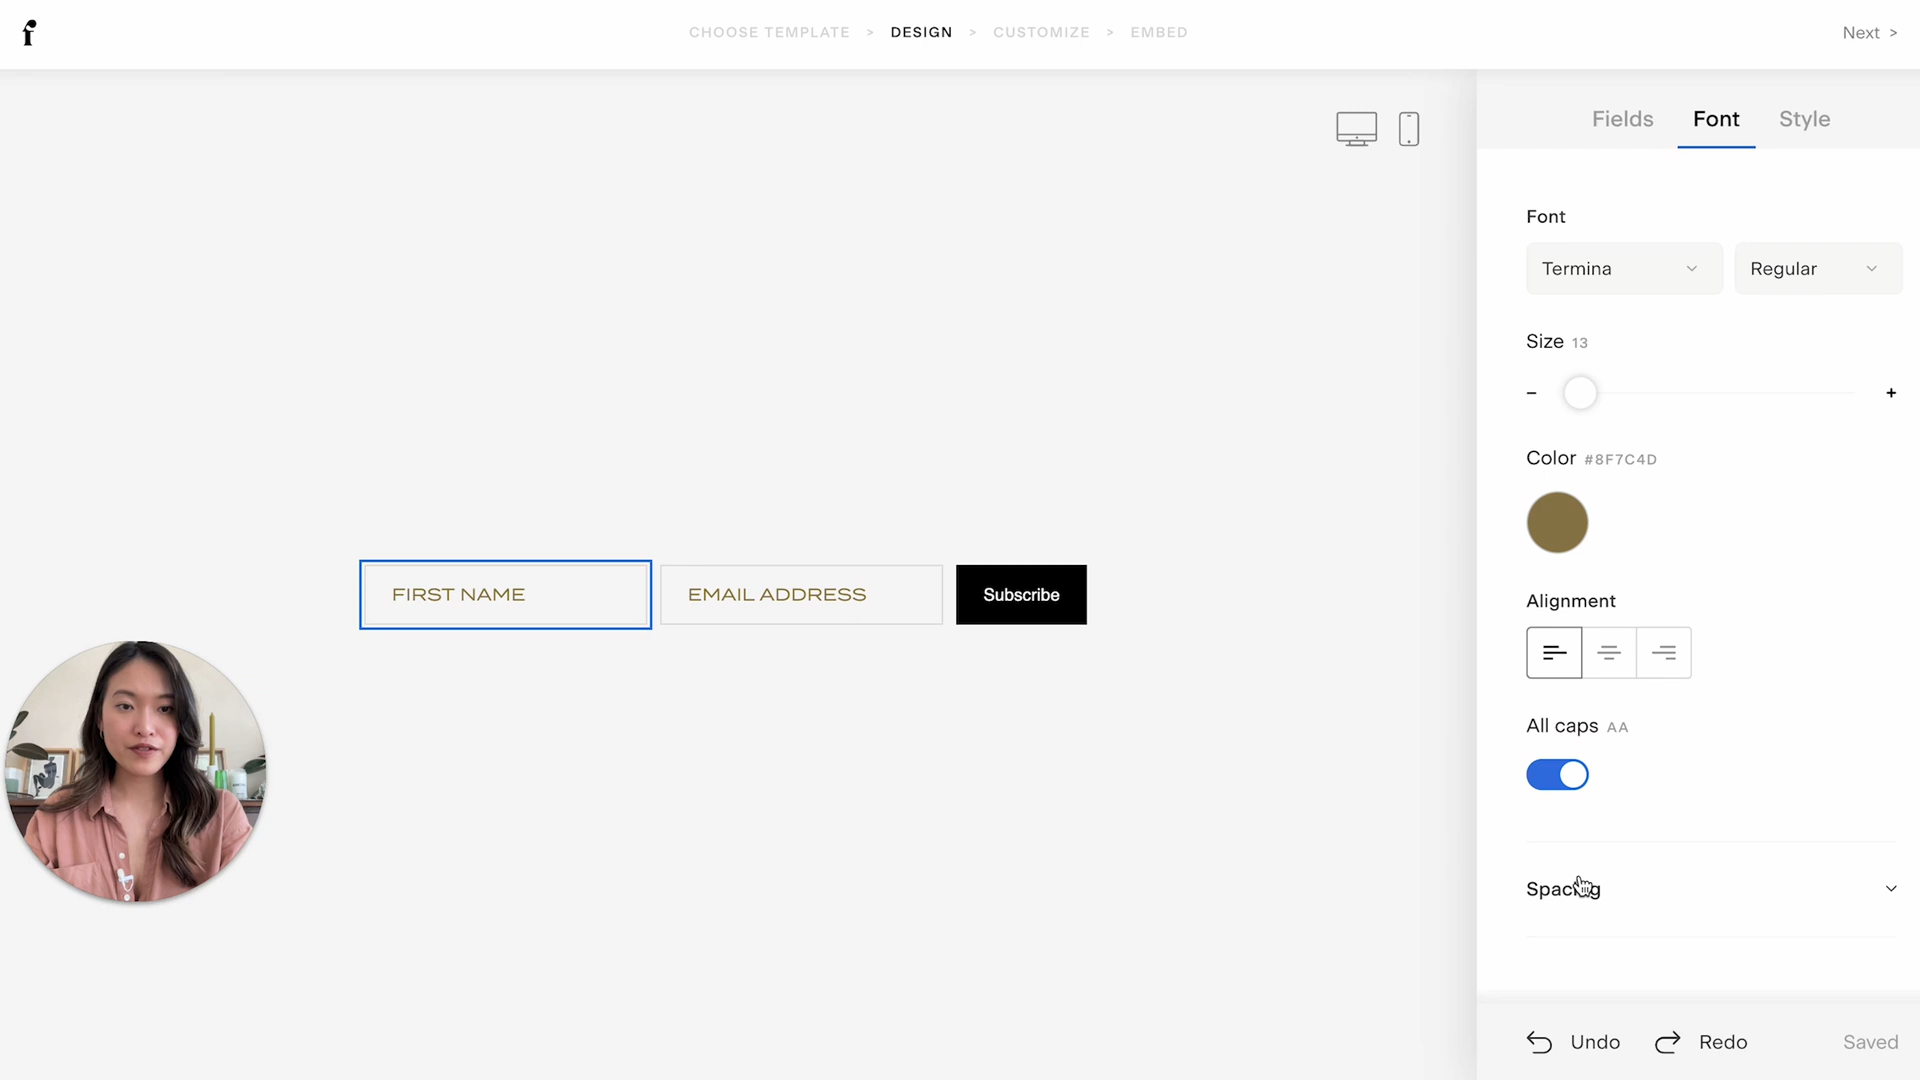 f
CHOOSE TEMPLATE > DESIGN > CUSTOMIZE > EMBED
Next >
Fields Font Style
Font
Termina Regular
Size 13
- +
Color #8F7C4D
FIRST NAME EMAIL ADDRESS Subscribe
Alignment
All caps AA
Spacing
Undo Redo Saved